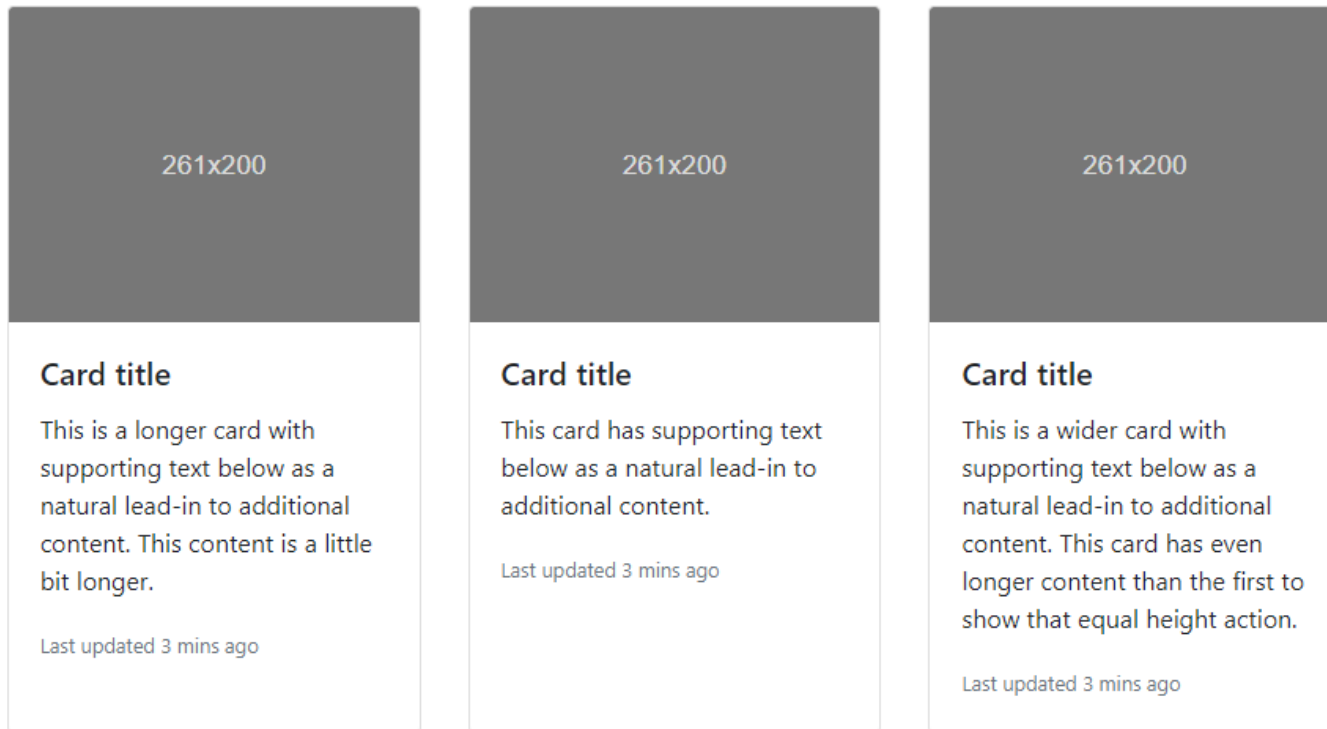 261x200
Card title
This is a longer card with
supporting text below as a
natural lead-in to additional
content. This content is a little
bit longer.
Last updated 3 mins ago
261x200
Card title
This card has supporting text
below as a natural lead-in to
additional content.
Last updated 3 mins ago
261x200
Card title
This is a wider card with
supporting text below as a
natural lead-in to additional
content. This card has even
longer content than the first to
show that equal height action.
Last updated 3 mins ago